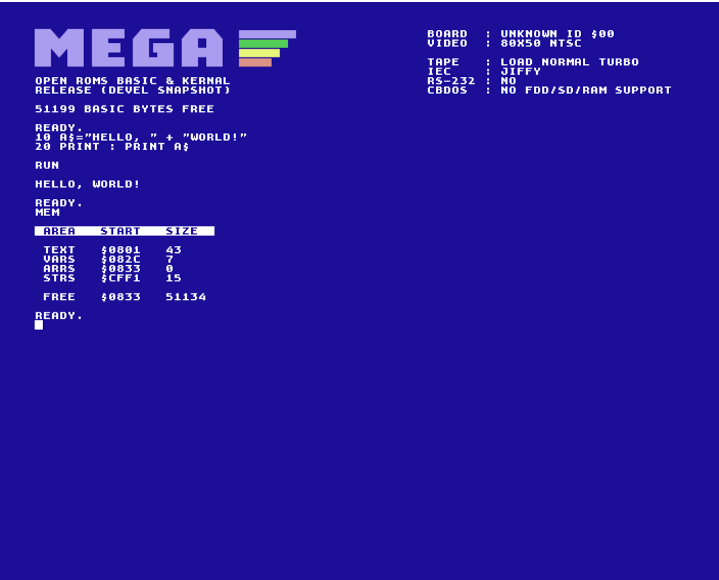 MEGA
OPEN ROMS BASIC & KERNAL
RELEASE (DEVEL SNAPSHOT)
51199 BASIC BYTES FREE
BOARD : UNKNOWN ID $00
VIDEO : 80X50 NTSC
TAPE : LOAD NORMAL TURBO
IEC : JIFFY
RS-232 : NO
CBDOS : NO FDD/SD/RAM SUPPORT
READY.
10 A$="HELLO, " + "WORLD!"
20 PRINT : PRINT A$
RUN
HELLO, WORLD!
READY.
MEM
AREA START SIZE
TEXT $0801 43
VARS $082C 7
ARRS $0833 0
STRS $CFF1 15
FREE $0833 51134
READY.